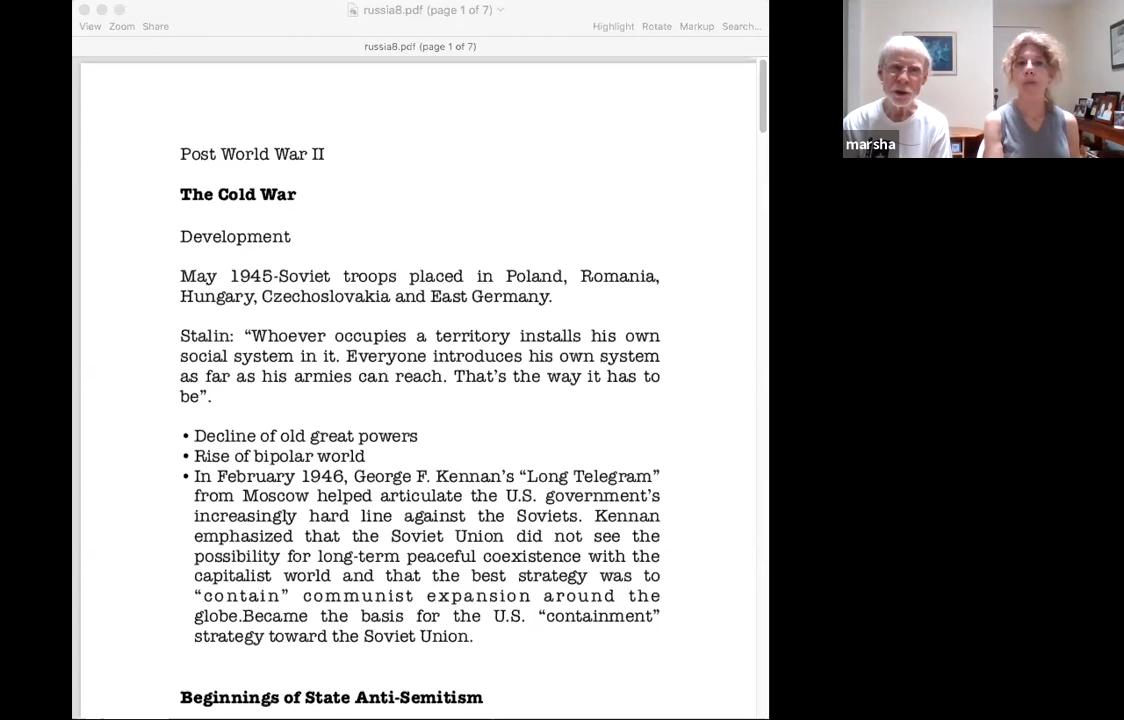 russia8.pdf (page 1 of 7)
View Zoom Share
Highlight Rotate Markup Search...
russia8.pdf (page 1 of 7)
Post World War II
The Cold War
Development
May 1945-Soviet troops placed in Poland, Romania,
Hungary, Czechoslovakia and East Germany.
Stalin: “Whoever occupies a territory installs his own
social system in it. Everyone introduces his own system
as far as his armies can reach. That’s the way it has to
be”.
• Decline of old great powers
• Rise of bipolar world
• In February 1946, George F. Kennan’s “Long Telegram”
from Moscow helped articulate the U.S. government’s
increasingly hard line against the Soviets. Kennan
emphasized that the Soviet Union did not see the
possibility for long-term peaceful coexistence with the
capitalist world and that the best strategy was to
“contain” communist expansion around the
globe.Became the basis for the U.S. “containment”
strategy toward the Soviet Union.
Beginnings of State Anti-Semitism
marsha